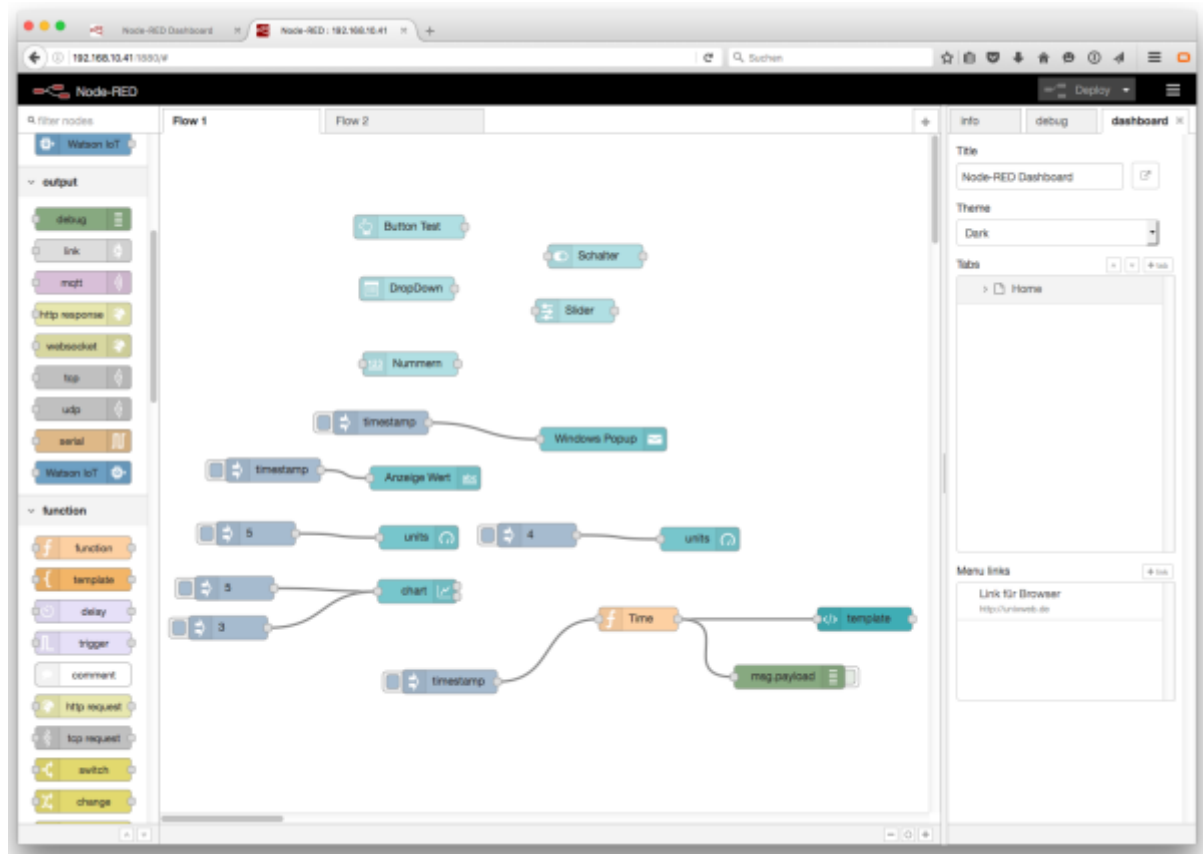 Node-RED Dashboard
Node-RED : 192.168.10.41
192.168.10.41:1880/#
Suchen
Node-RED
Deploy
filter nodes
Flow 1
Flow 2
info
debug
dashboard
Watson IoT
output
debug
link
mqtt
http response
websocket
tcp
udp
serial
Watson IoT
function
function
template
delay
trigger
comment
http request
tcp request
switch
change
Button Test
Schalter
DropDown
Slider
123
Nummern
timestamp
Windows Popup
timestamp
Anzeige Wert
abc
5
units
4
units
5
chart
3
Time
template
timestamp
msg.payload
Title
Node-RED Dashboard
Theme
Dark
Tabs
+ tab
Home
Menu links
+ link
Link für Browser